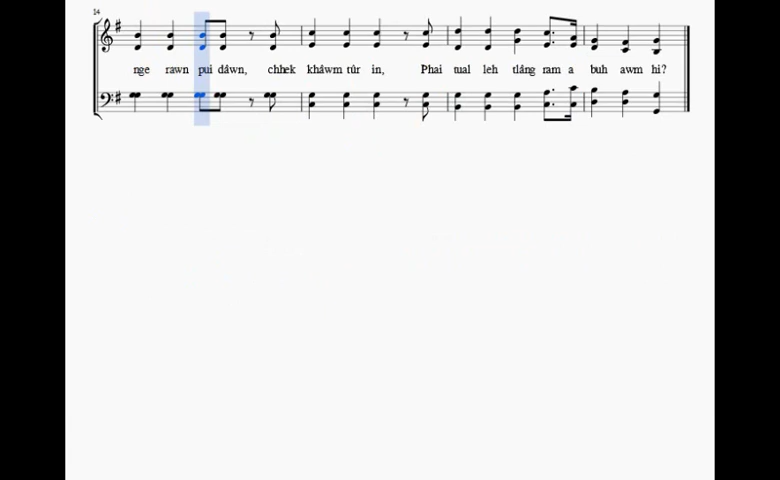 14
nge rawn pui dâwn, chhek khâwm tûr in, Phai tual leh tlâng ram a buh awm hi?